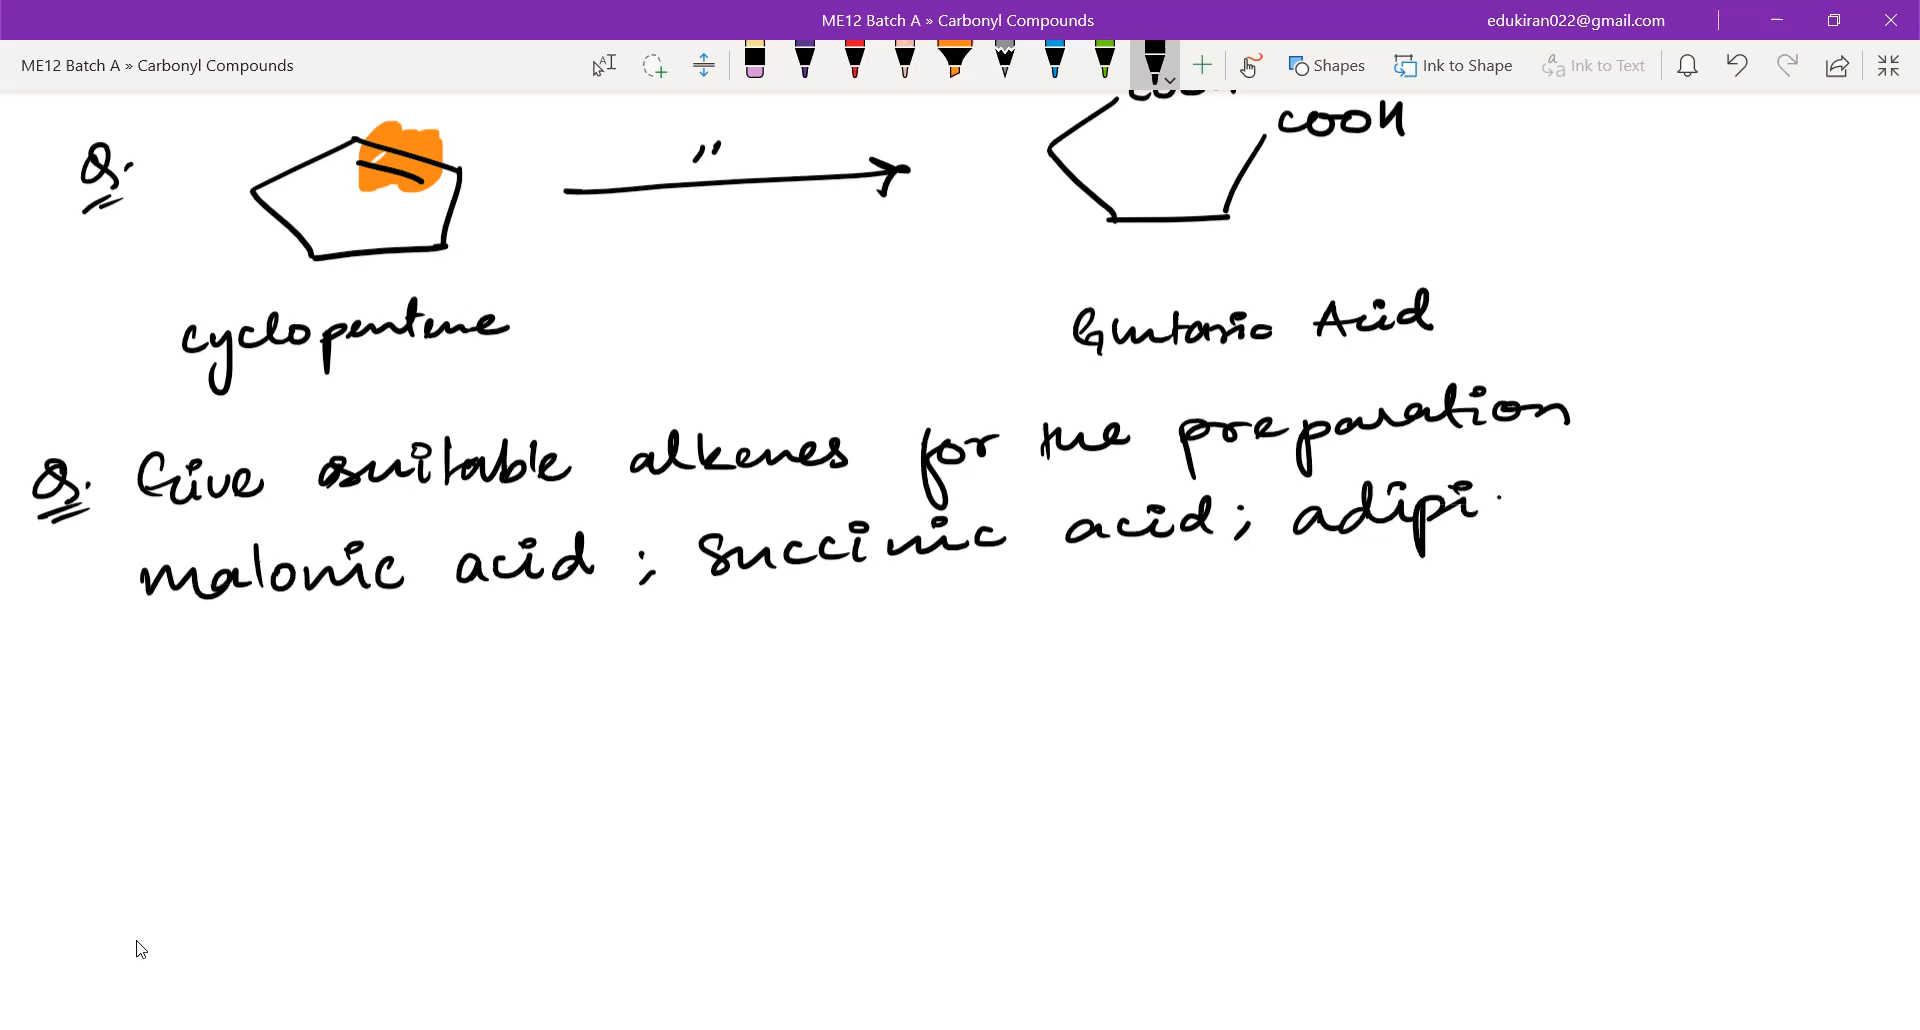 ME12 Batch A » Carbonyl Compounds
edukiran022@gmail.com
ME12 Batch A » Carbonyl Compounds
Shapes
Ink to Shape
Ink to Text
COOH
COOH
Q.
"
cyclopentene
Glutaric Acid
Q. Give suitable alkenes for the preparation
malonic acid ; succinic acid ; adipi